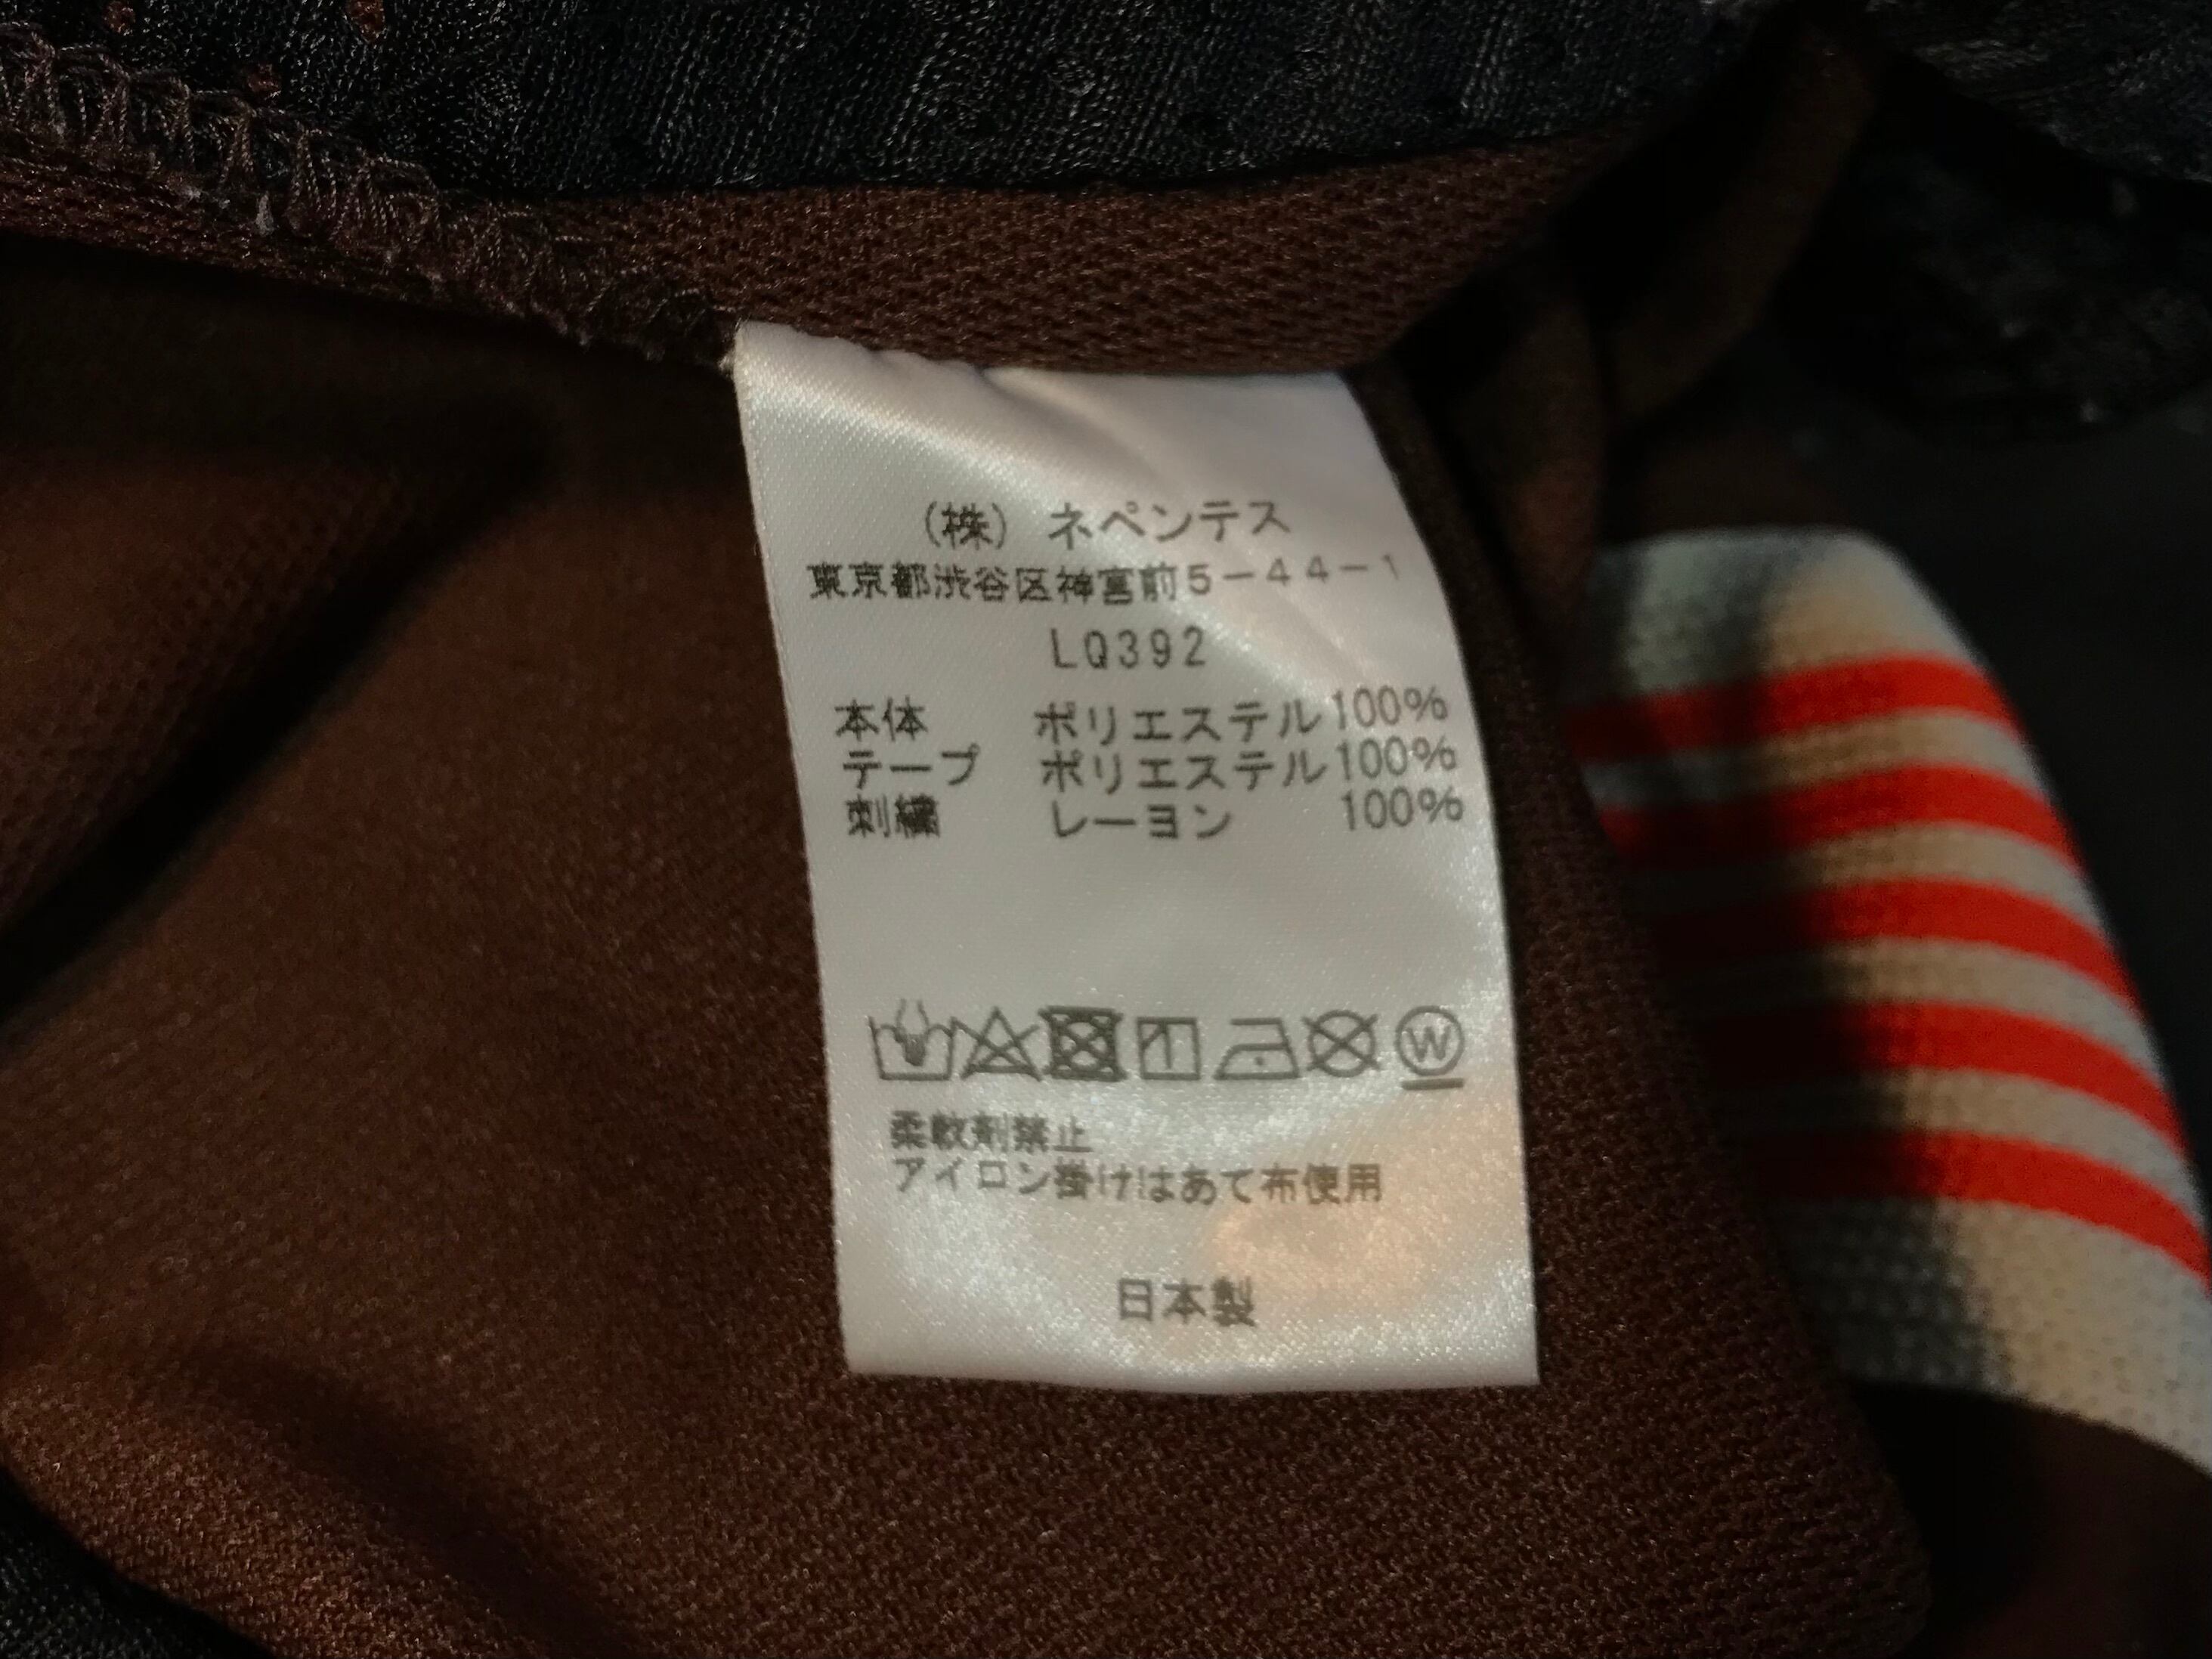 (株) ネペンテス
東京都渋谷区神宮前5-44-1
LQ392
本体 ポリエステル100%
テープ ポリエステル100%
刺繍 レーヨン 100%
W
柔軟剤禁止
アイロン掛けはあて布使用
日本製